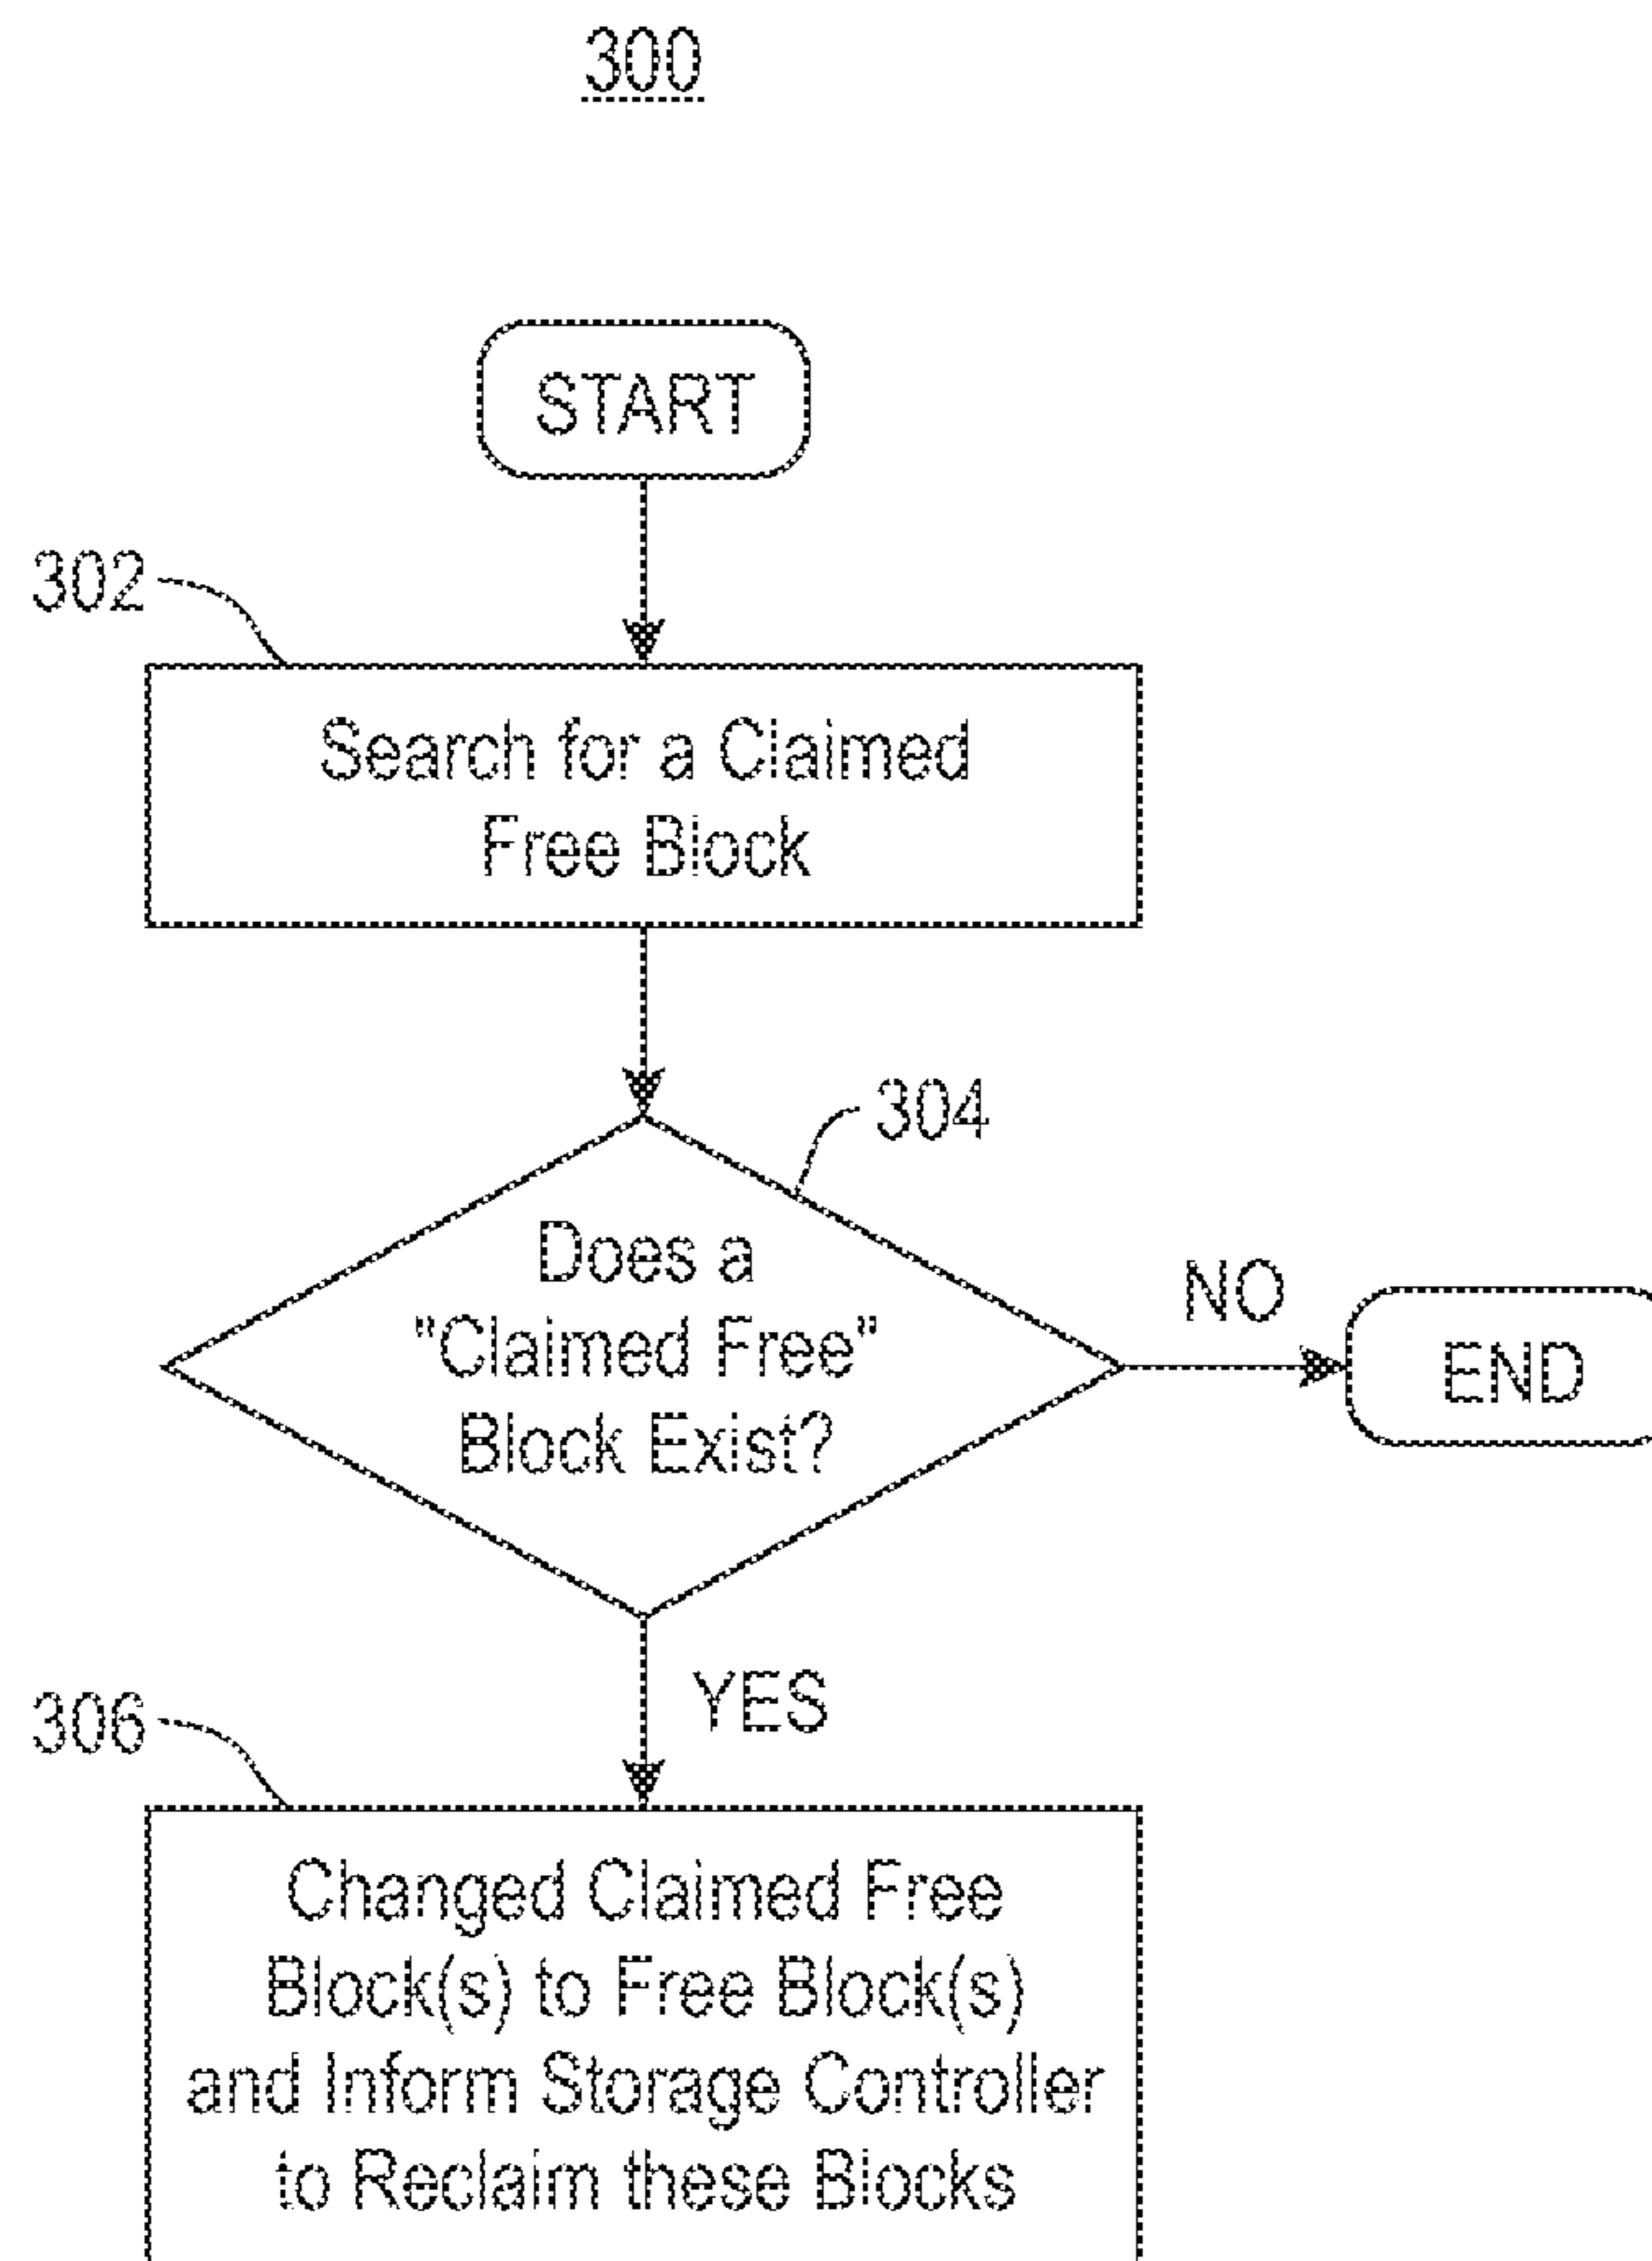 300
START
302
Search for a Claimed
Free Block
304
Does a
"Claimed Free"
Block Exist?
NO
END
YES
306
Changed Claimed Free
Block(s) to Free Block(s)
and Inform Storage Controller
to Reclaim these Blocks